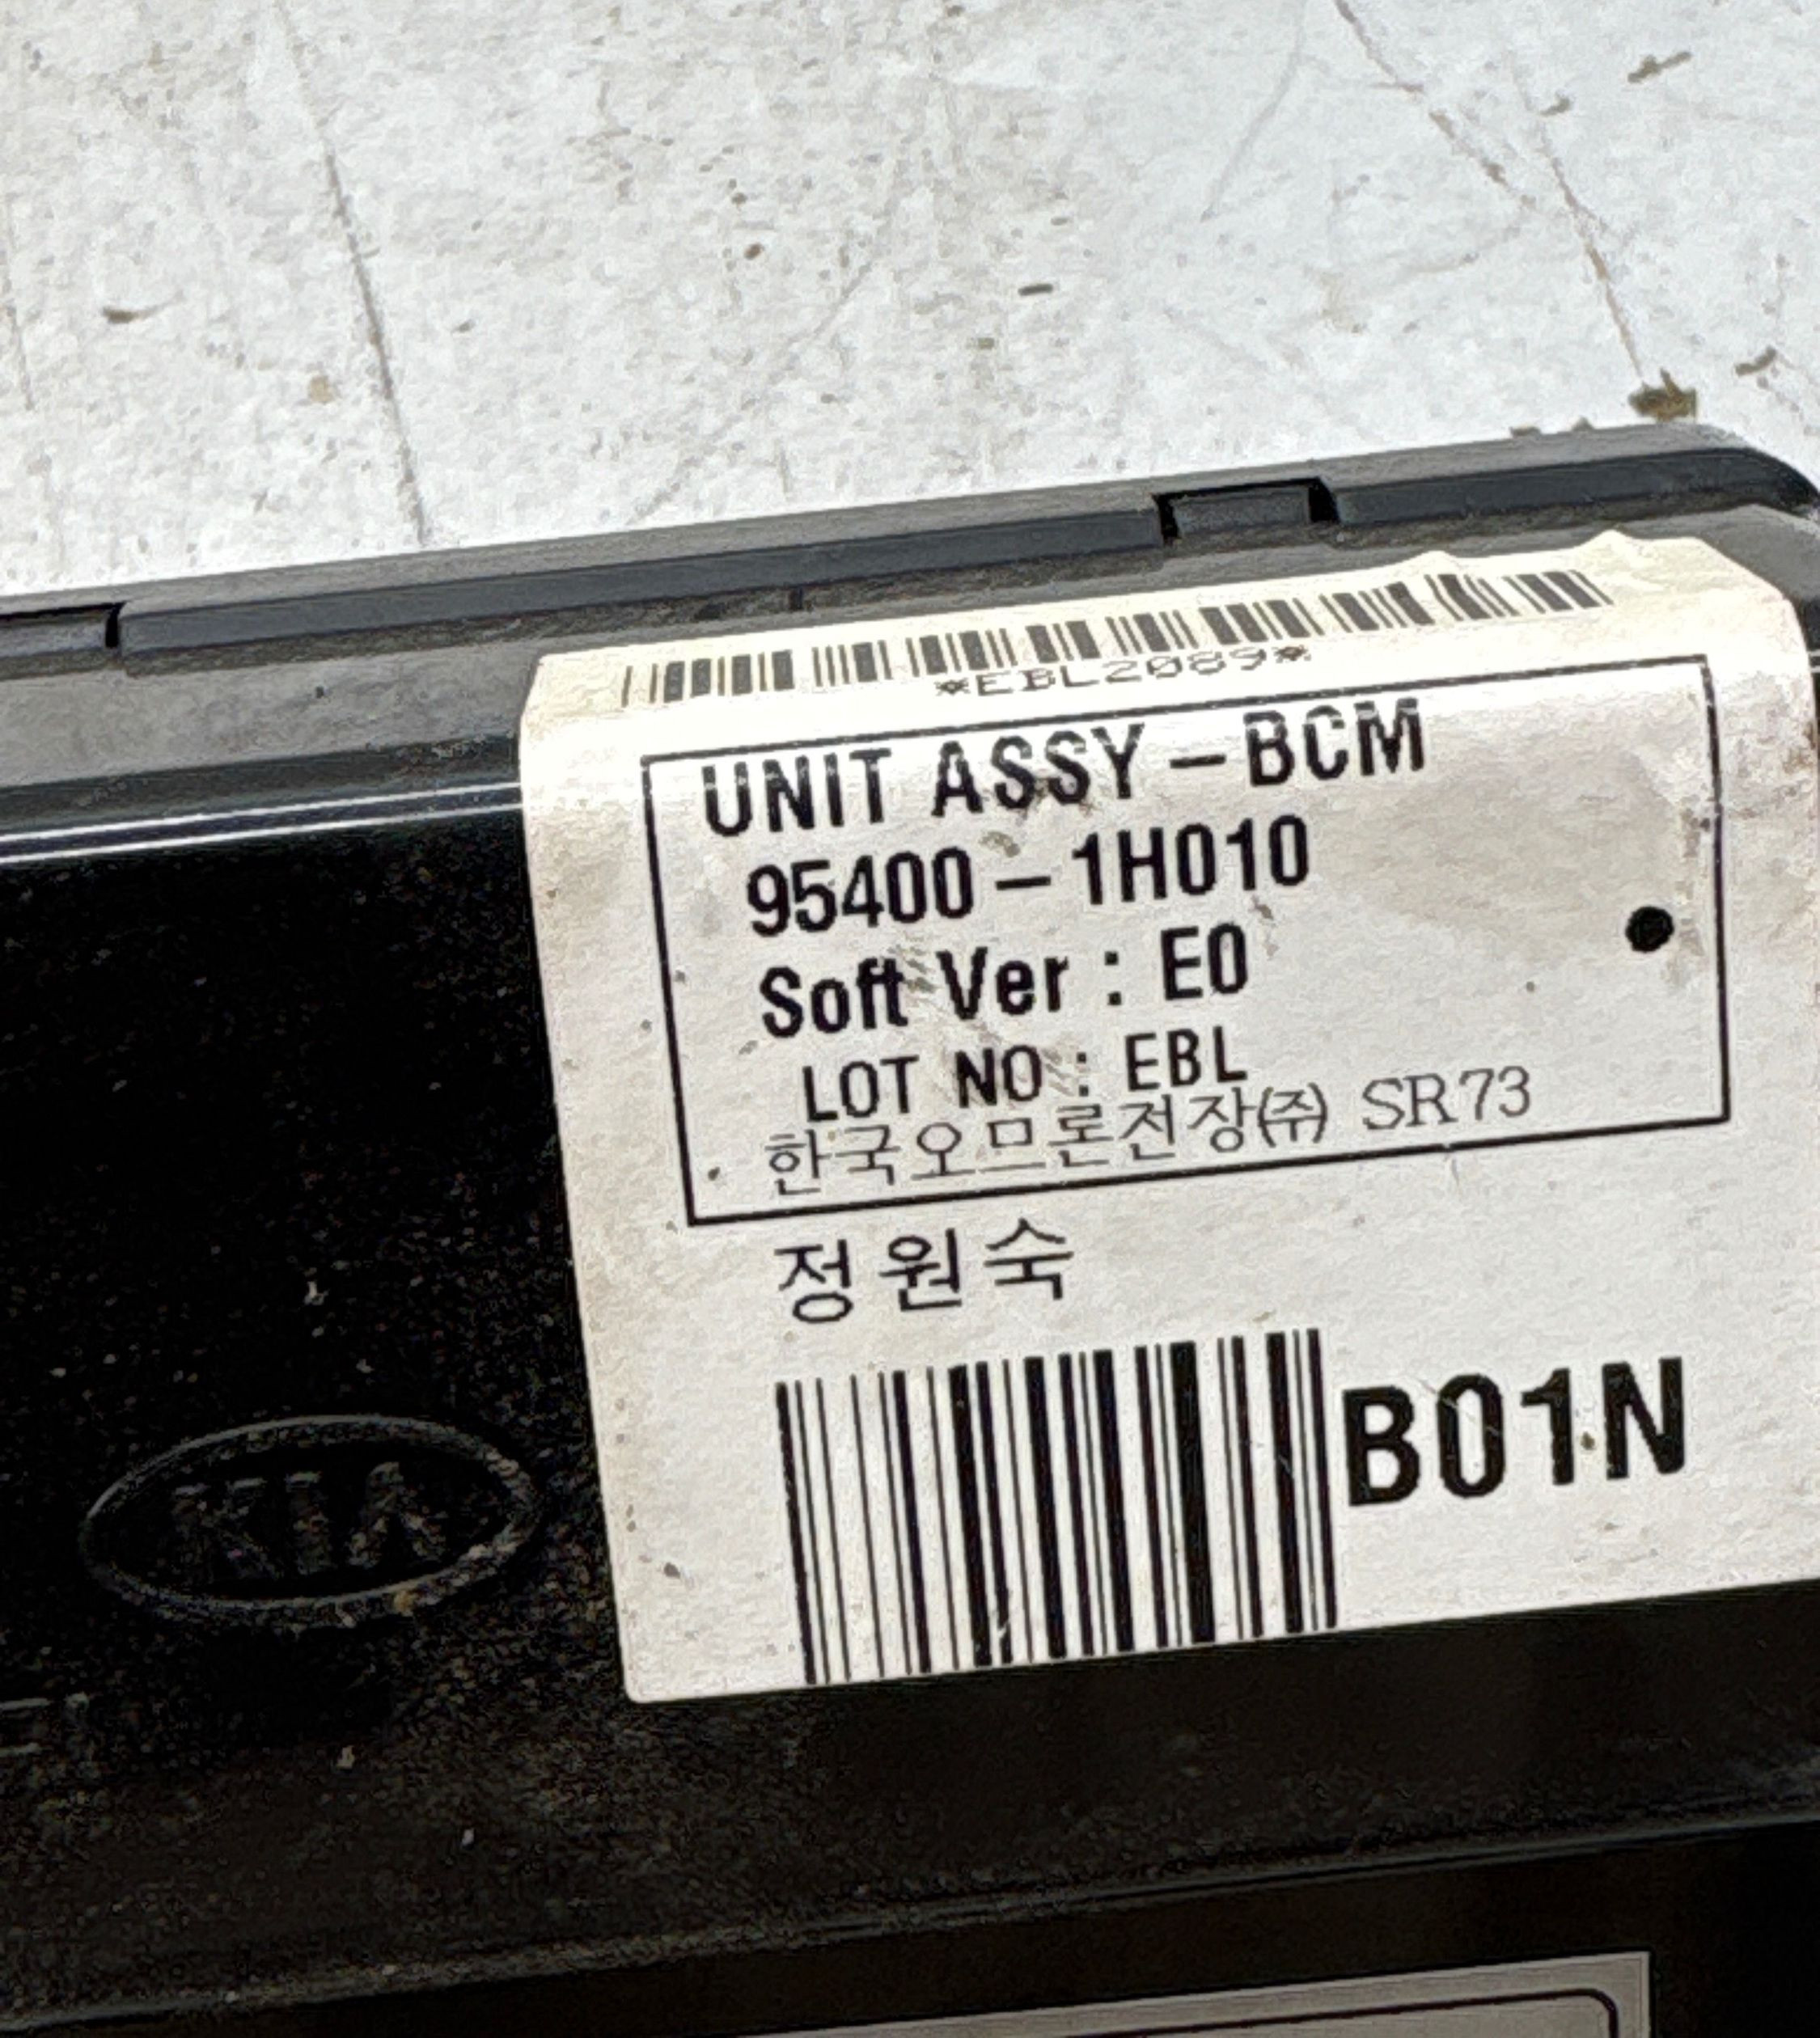 *EBL2089*
UNIT ASSY - BCM
95400 - 1H010
Soft Ver : E0
LOT NO : EBL
한국오므론전장㈜ SR73
정원숙
B01N
KIA